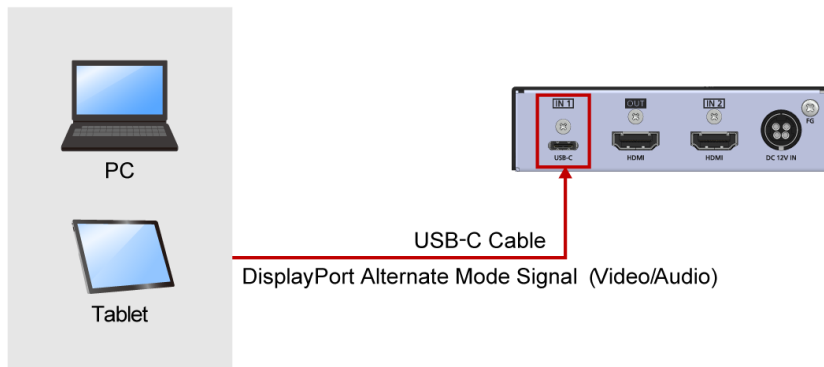 PC
Tablet
USB-C Cable
DisplayPort Alternate Mode Signal (Video/Audio)
IN 1
OUT
IN 2
FG
USB-C
HDMI
HDMI
DC 12V IN